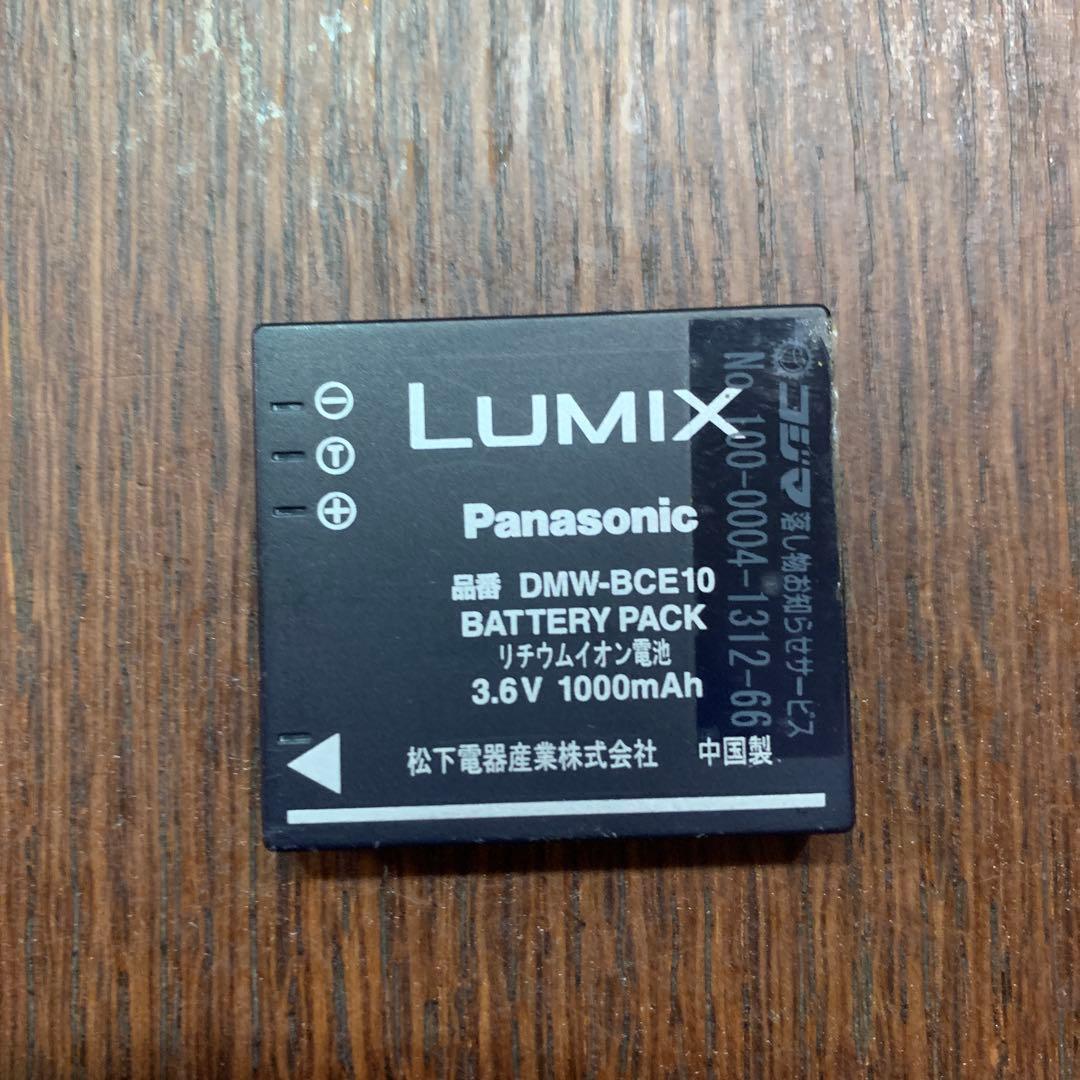 LUMIX
Panasonic
品番 DMW-BCE10
BATTERY PACK
リチウムイオン電池
3.6V 1000mAh
松下電器産業株式会社 中国製
⊖
T
⊕
コジマ 落し物お知らせサービス
No. 100-0004-1312-66